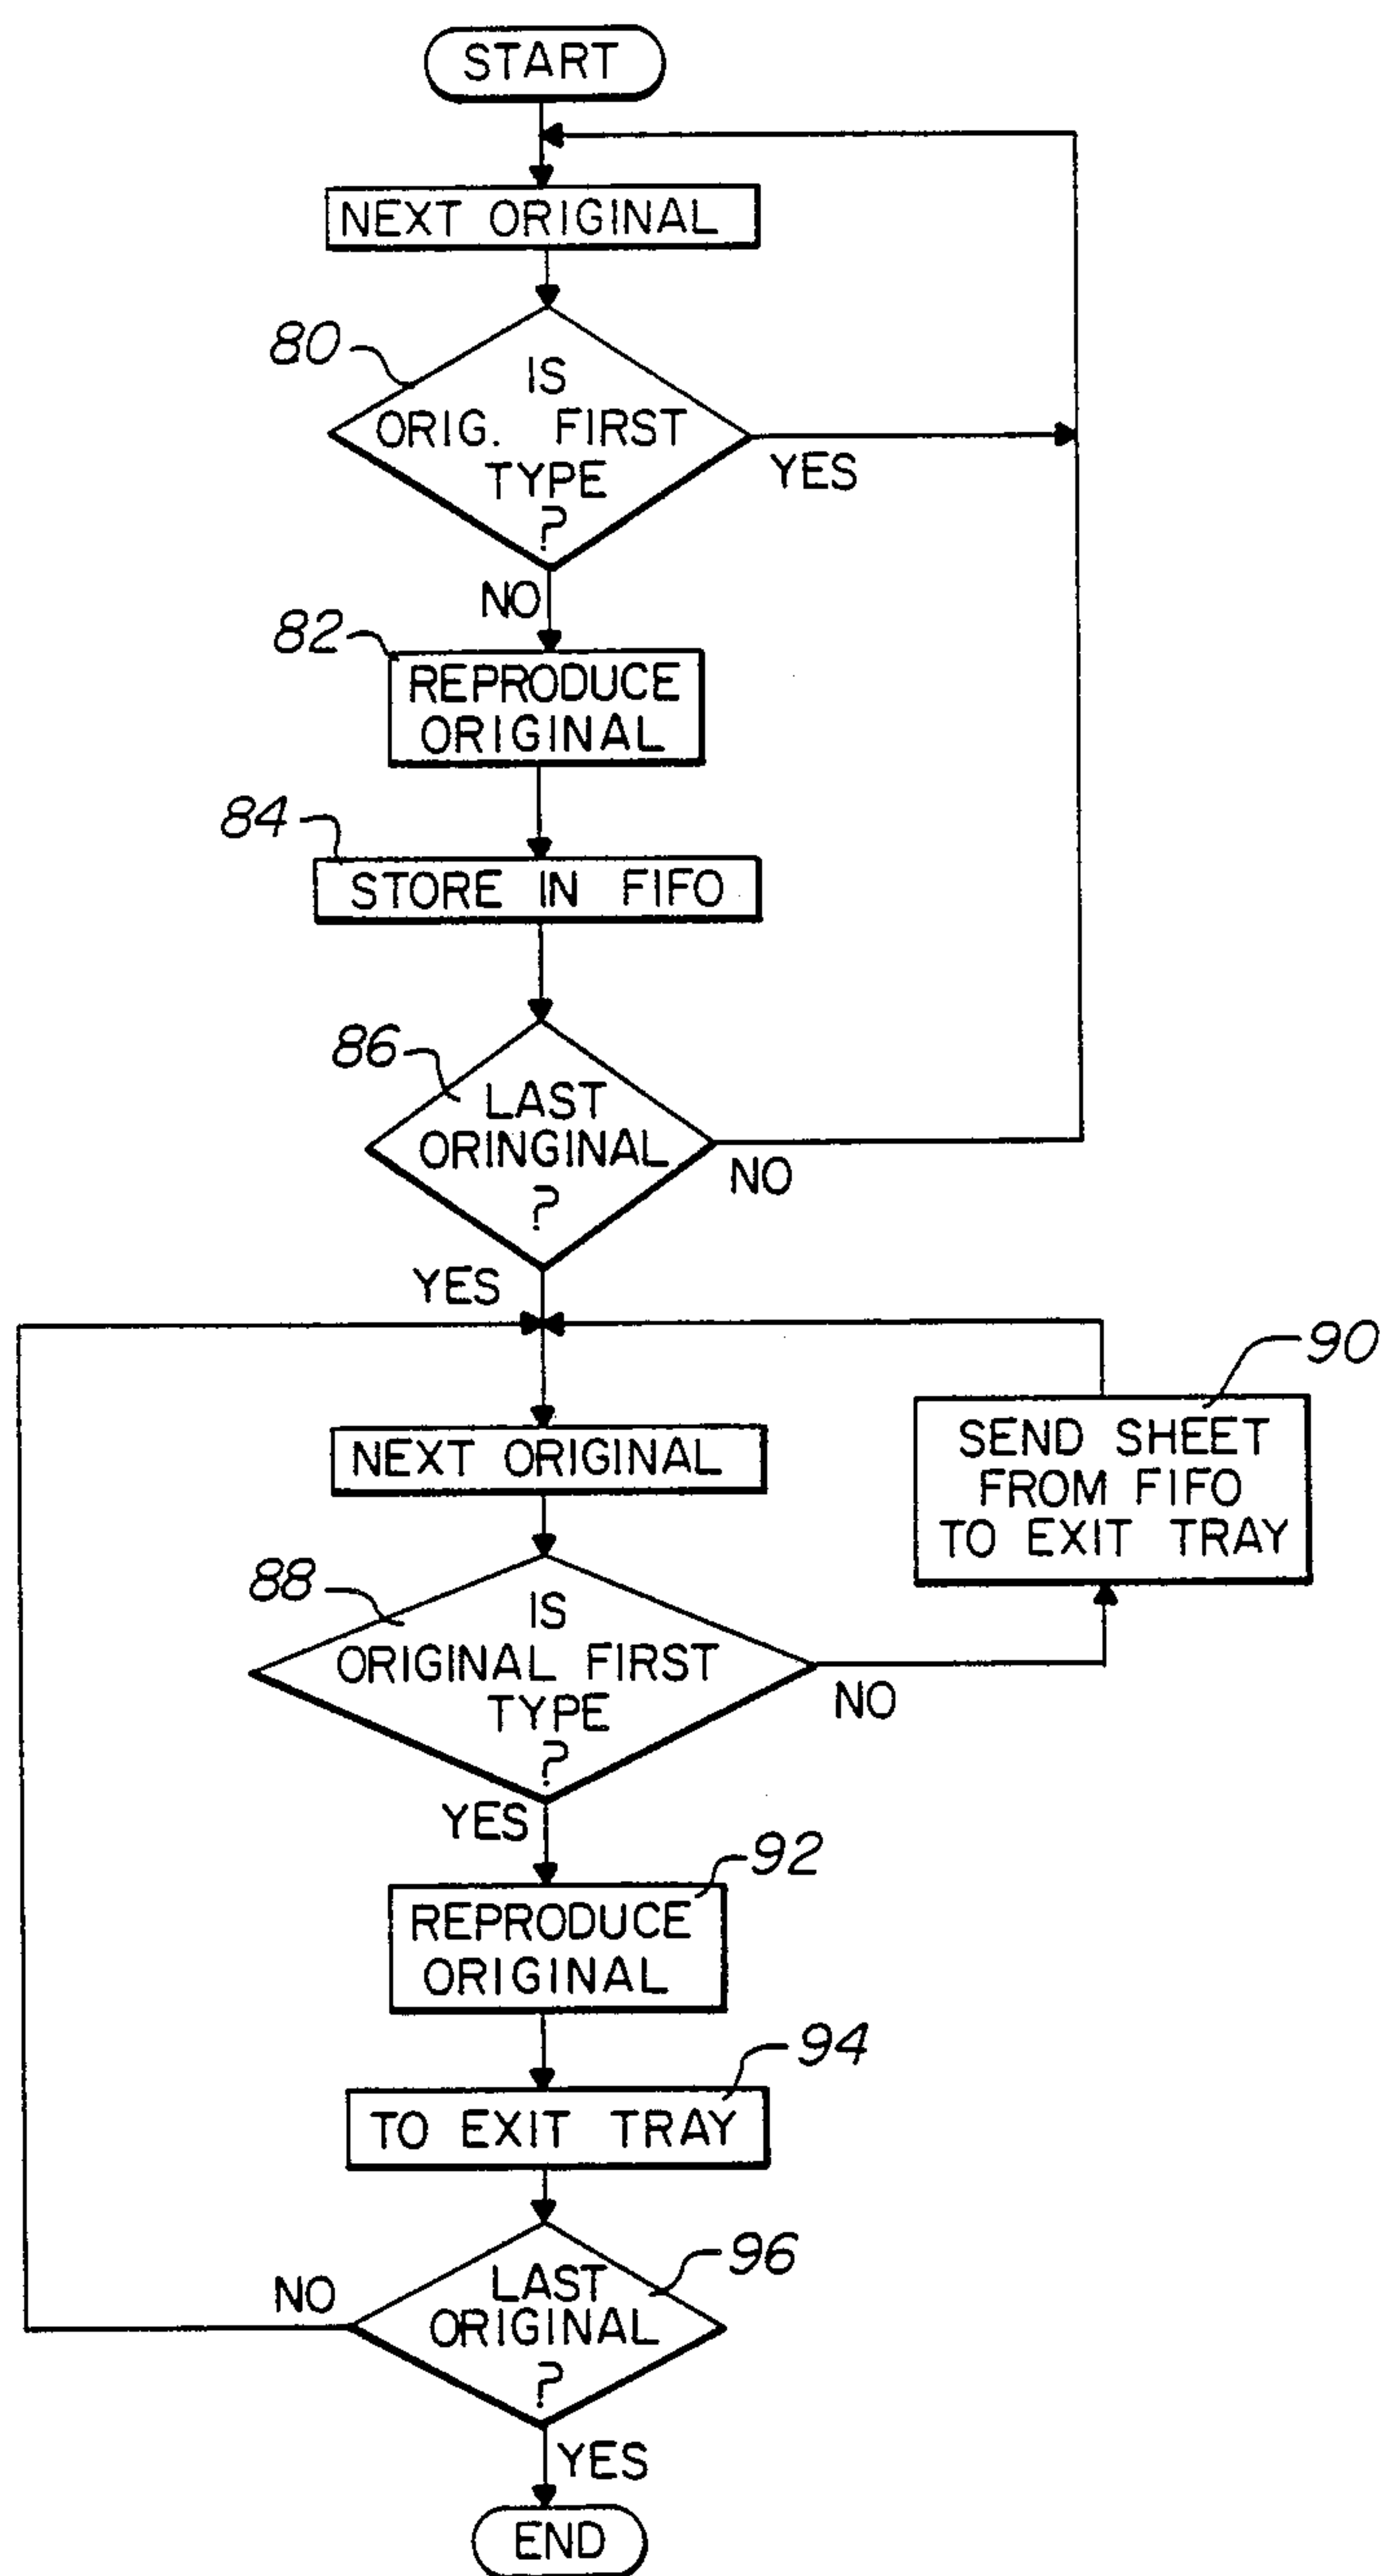 START
NEXT ORIGINAL
80
IS
ORIG. FIRST
TYPE
?
YES
NO
82
REPRODUCE
ORIGINAL
84
STORE IN FIFO
86
LAST
ORINGINAL
?
NO
YES
90
SEND SHEET
FROM FIFO
TO EXIT TRAY
NEXT ORIGINAL
88
IS
ORIGINAL FIRST
TYPE
?
NO
YES
92
REPRODUCE
ORIGINAL
94
TO EXIT TRAY
96
LAST
ORIGINAL
?
NO
YES
END